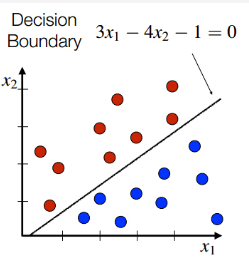 Decision
Boundary
3x₁ − 4x₂ − 1 = 0
x₂
x₁